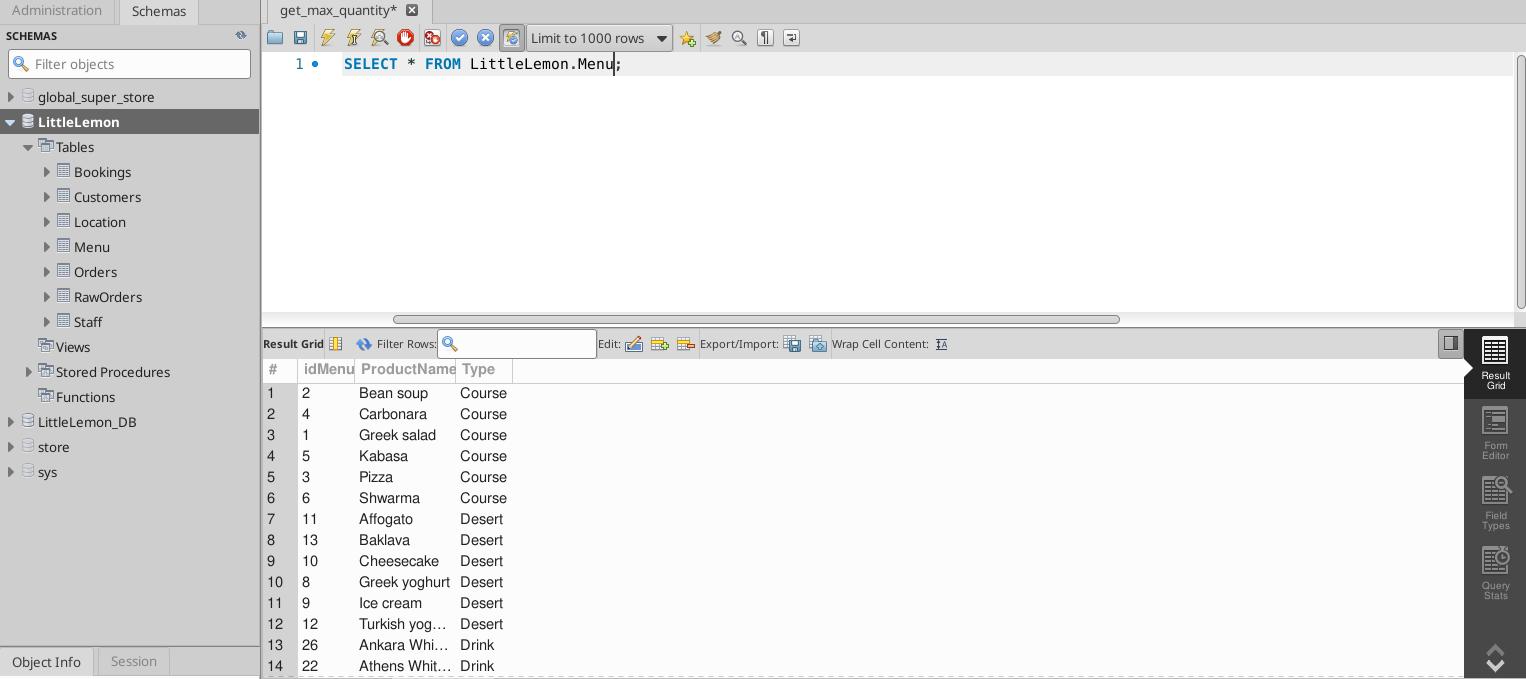 Administration
Schemas
get_max_quantity*
SCHEMAS
Filter objects
global_super_store
LittleLemon
Tables
Bookings
Customers
Location
Menu
Orders
RawOrders
Staff
Views
Stored Procedures
Functions
LittleLemon_DB
store
sys
Object Info
Session
Limit to 1000 rows
1 SELECT * FROM LittleLemon.Menu;
Result Grid Filter Rows: Edit: Export/Import: Wrap Cell Content:
# idMenu ProductName Type
1 2 Bean soup Course
2 4 Carbonara Course
3 1 Greek salad Course
4 5 Kabasa Course
5 3 Pizza Course
6 6 Shwarma Course
7 11 Affogato Desert
8 13 Baklava Desert
9 10 Cheesecake Desert
10 8 Greek yoghurt Desert
11 9 Ice cream Desert
12 12 Turkish yog... Desert
13 26 Ankara Whi... Drink
14 22 Athens Whit... Drink
Result
Grid
Form
Editor
Field
Types
Query
Stats